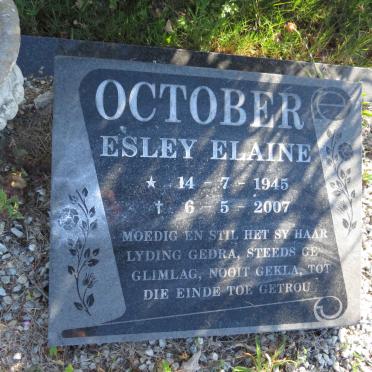 OCTOBER
ESLEY ELAINE
★ 14 - 7 - 1945
✝ 6 - 5 - 2007
MOEDIG EN STIL HET SY HAAR
LYDING GEDRA, STEEDS GE
GLIMLAG, NOOIT GEKLA, TOT
DIE EINDE TOE GETROU